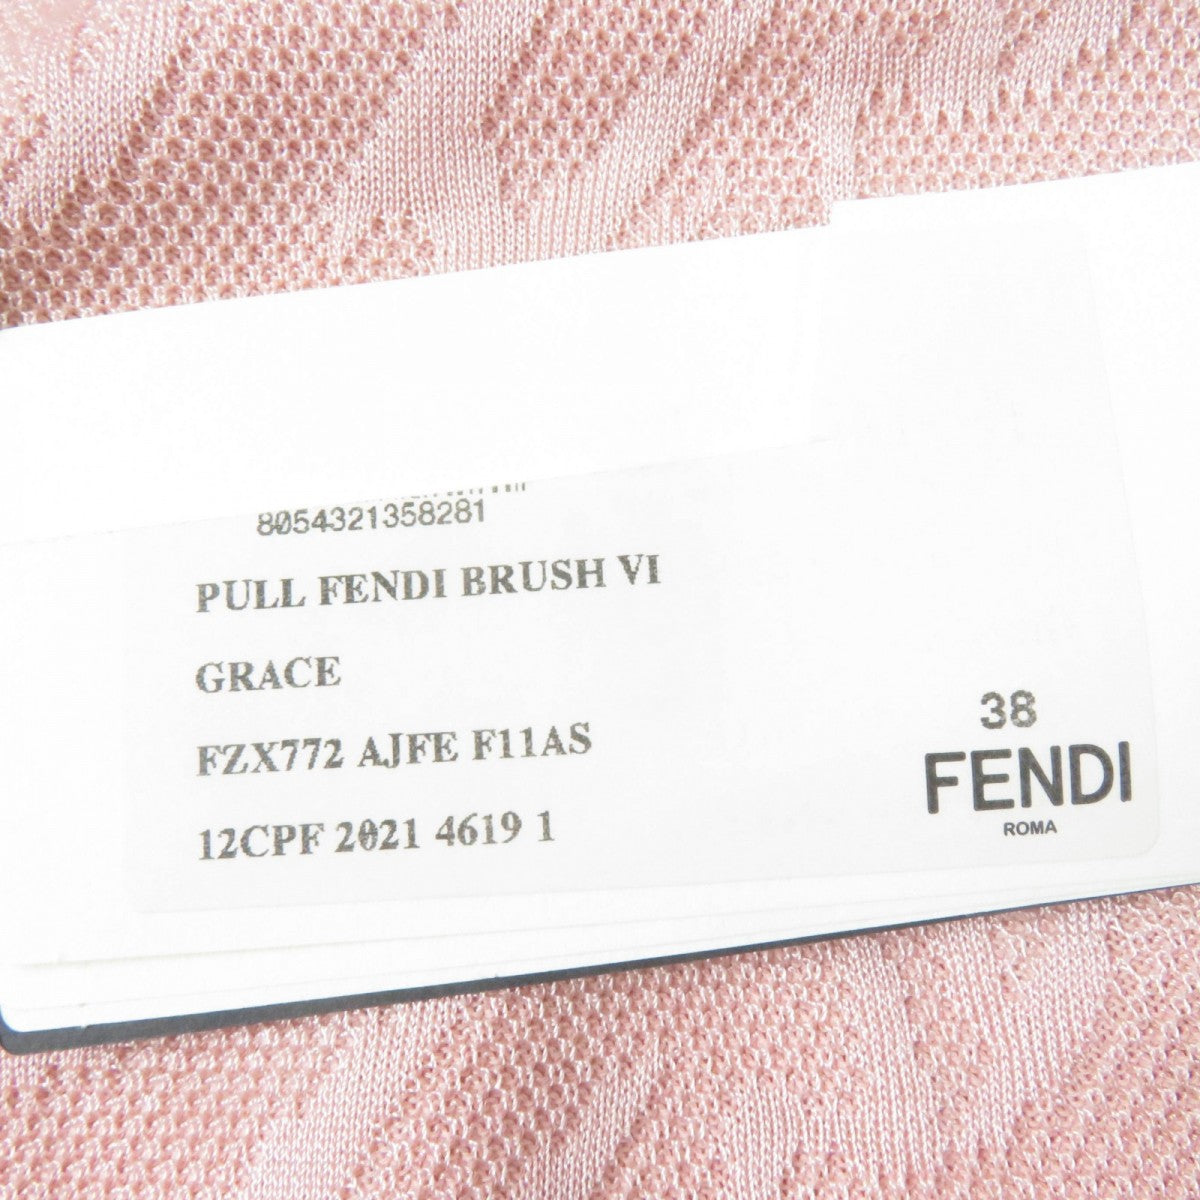 8054321358281
PULL FENDI BRUSH VI
GRACE
FZX772 AJFE F11AS
12CPF 2021 4619 1
38
FENDI
ROMA